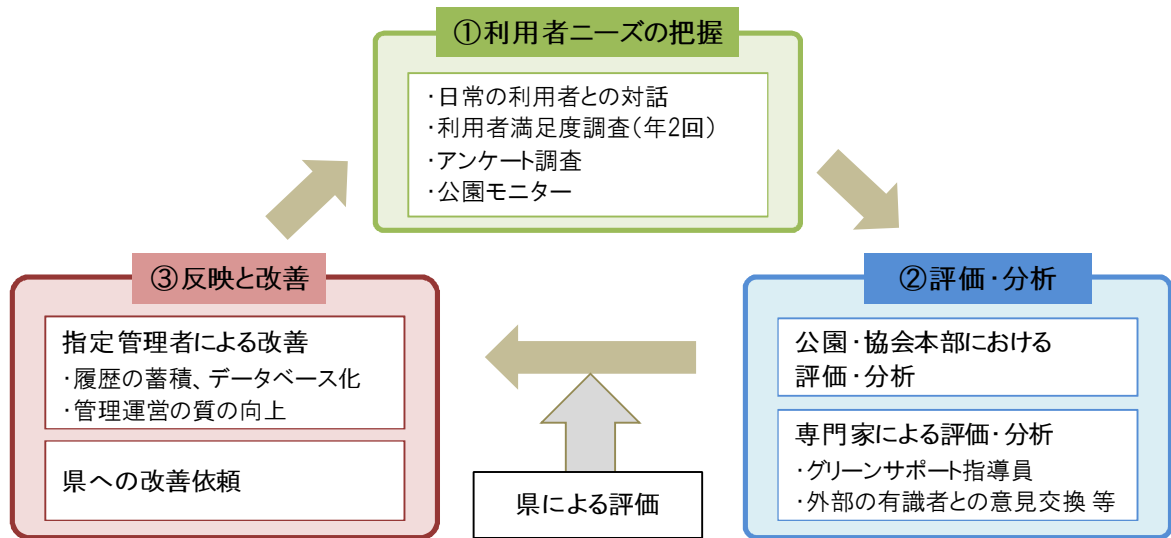 ①利用者ニーズの把握
・日常の利用者との対話
・利用者満足度調査（年2回）
・アンケート調査
・公園モニター
②評価・分析
公園・協会本部における
評価・分析
専門家による評価・分析
・グリーンサポート指導員
・外部の有識者との意見交換 等
③反映と改善
指定管理者による改善
・履歴の蓄積、データベース化
・管理運営の質の向上
県への改善依頼
県による評価